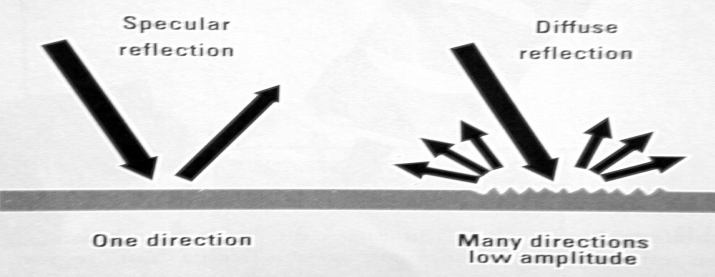 Specular
reflection
Diffuse
reflection
One direction
Many directions
low amplitude